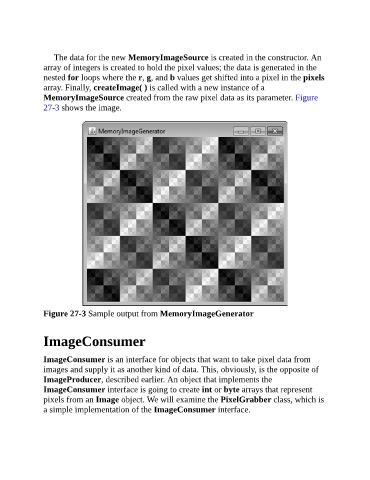 The data for the new MemoryImageSource is created in the constructor. An
array of integers is created to hold the pixel values; the data is generated in the
nested for loops where the r, g, and b values get shifted into a pixel in the pixels
array. Finally, createImage( ) is called with a new instance of a
MemoryImageSource created from the raw pixel data as its parameter. Figure
27-3 shows the image.
MemoryImageGenerator
Figure 27-3 Sample output from MemoryImageGenerator
ImageConsumer
ImageConsumer is an interface for objects that want to take pixel data from
images and supply it as another kind of data. This, obviously, is the opposite of
ImageProducer, described earlier. An object that implements the
ImageConsumer interface is going to create int or byte arrays that represent
pixels from an Image object. We will examine the PixelGrabber class, which is
a simple implementation of the ImageConsumer interface.